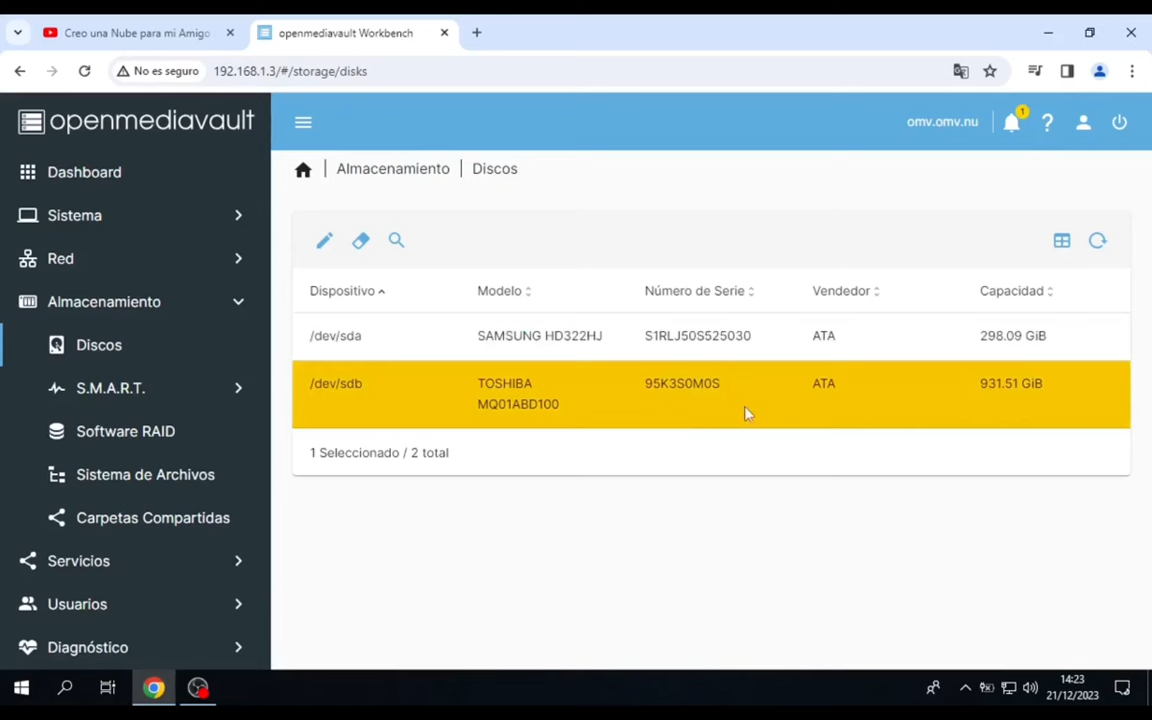 Creo una Nube para mi Amigo
openmediavault Workbench
No es seguro
192.168.1.3/#/storage/disks
openmediavault
omv.omv.nu
1
Dashboard
Sistema
Red
Almacenamiento
Discos
S.M.A.R.T.
Software RAID
Sistema de Archivos
Carpetas Compartidas
Servicios
Usuarios
Diagnóstico
Almacenamiento | Discos
Dispositivo Modelo Número de Serie Vendedor Capacidad
/dev/sda SAMSUNG HD322HJ S1RLJ50S525030 ATA 298.09 GiB
/dev/sdb TOSHIBA 95K3S0M0S ATA 931.51 GiB
MQ01ABD100
1 Seleccionado / 2 total
14:23
21/12/2023